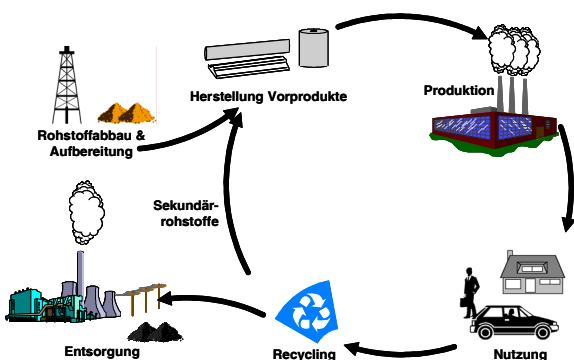 Herstellung Vorprodukte
Produktion
Rohstoffabbau &
Aufbereitung
Sekundär-
rohstoffe
Entsorgung
Recycling
Nutzung